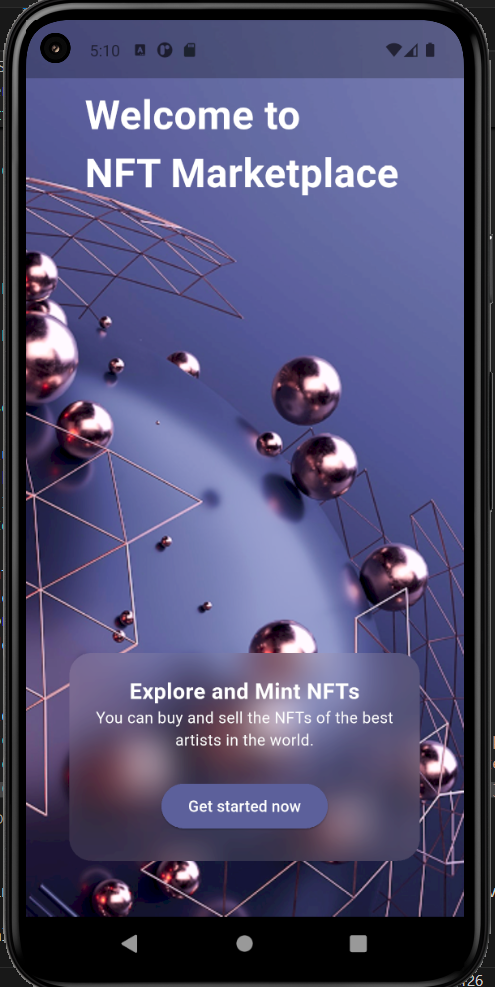 5:10
Welcome to
NFT Marketplace
Explore and Mint NFTs
You can buy and sell the NFTs of the best
artists in the world.
Get started now
26